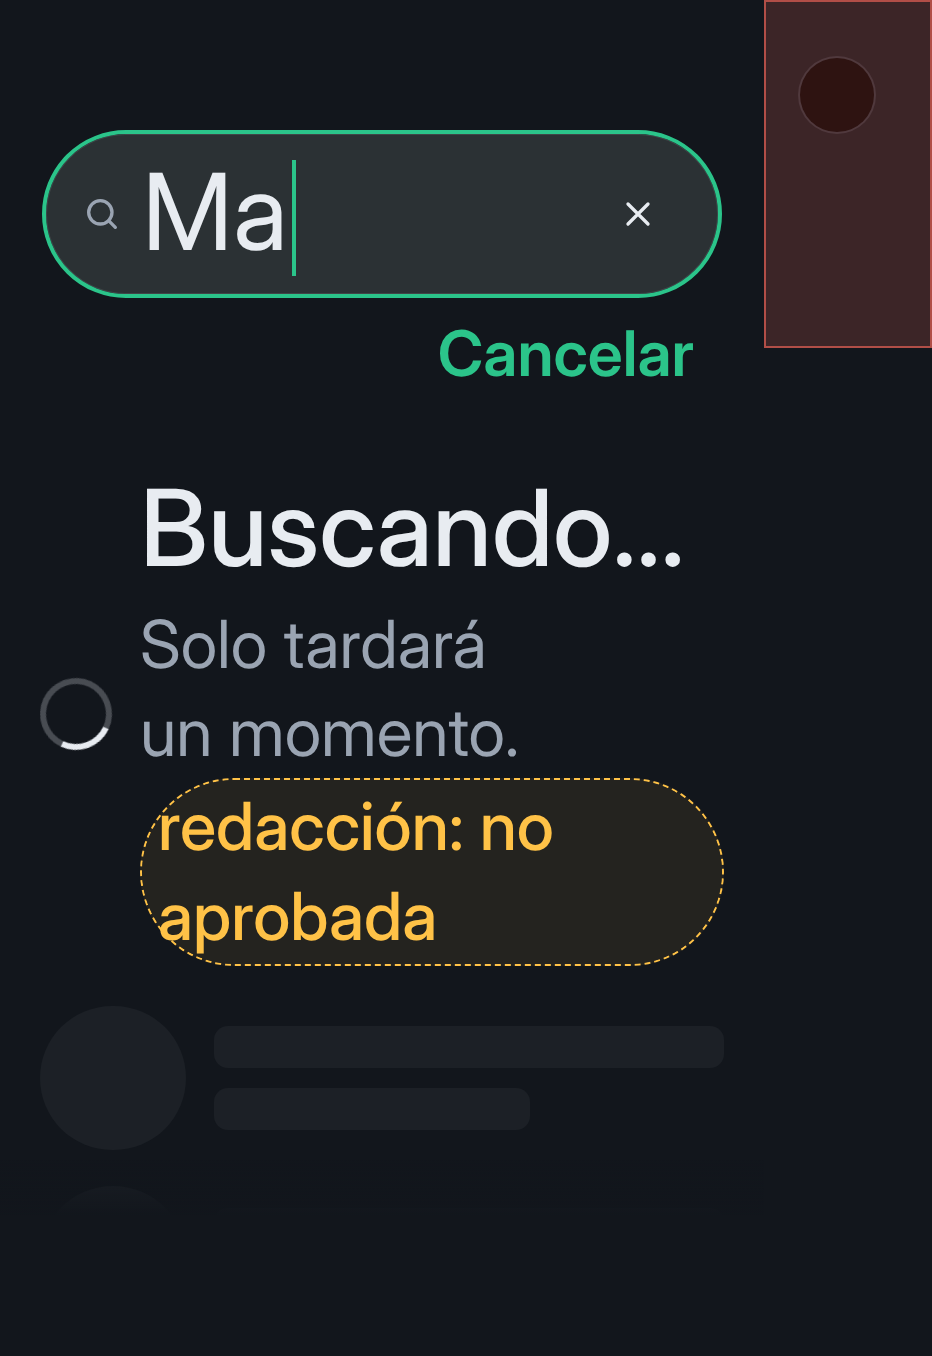 Ma
Cancelar
Buscando...
Solo tardará
un momento.
redacción: no
aprobada